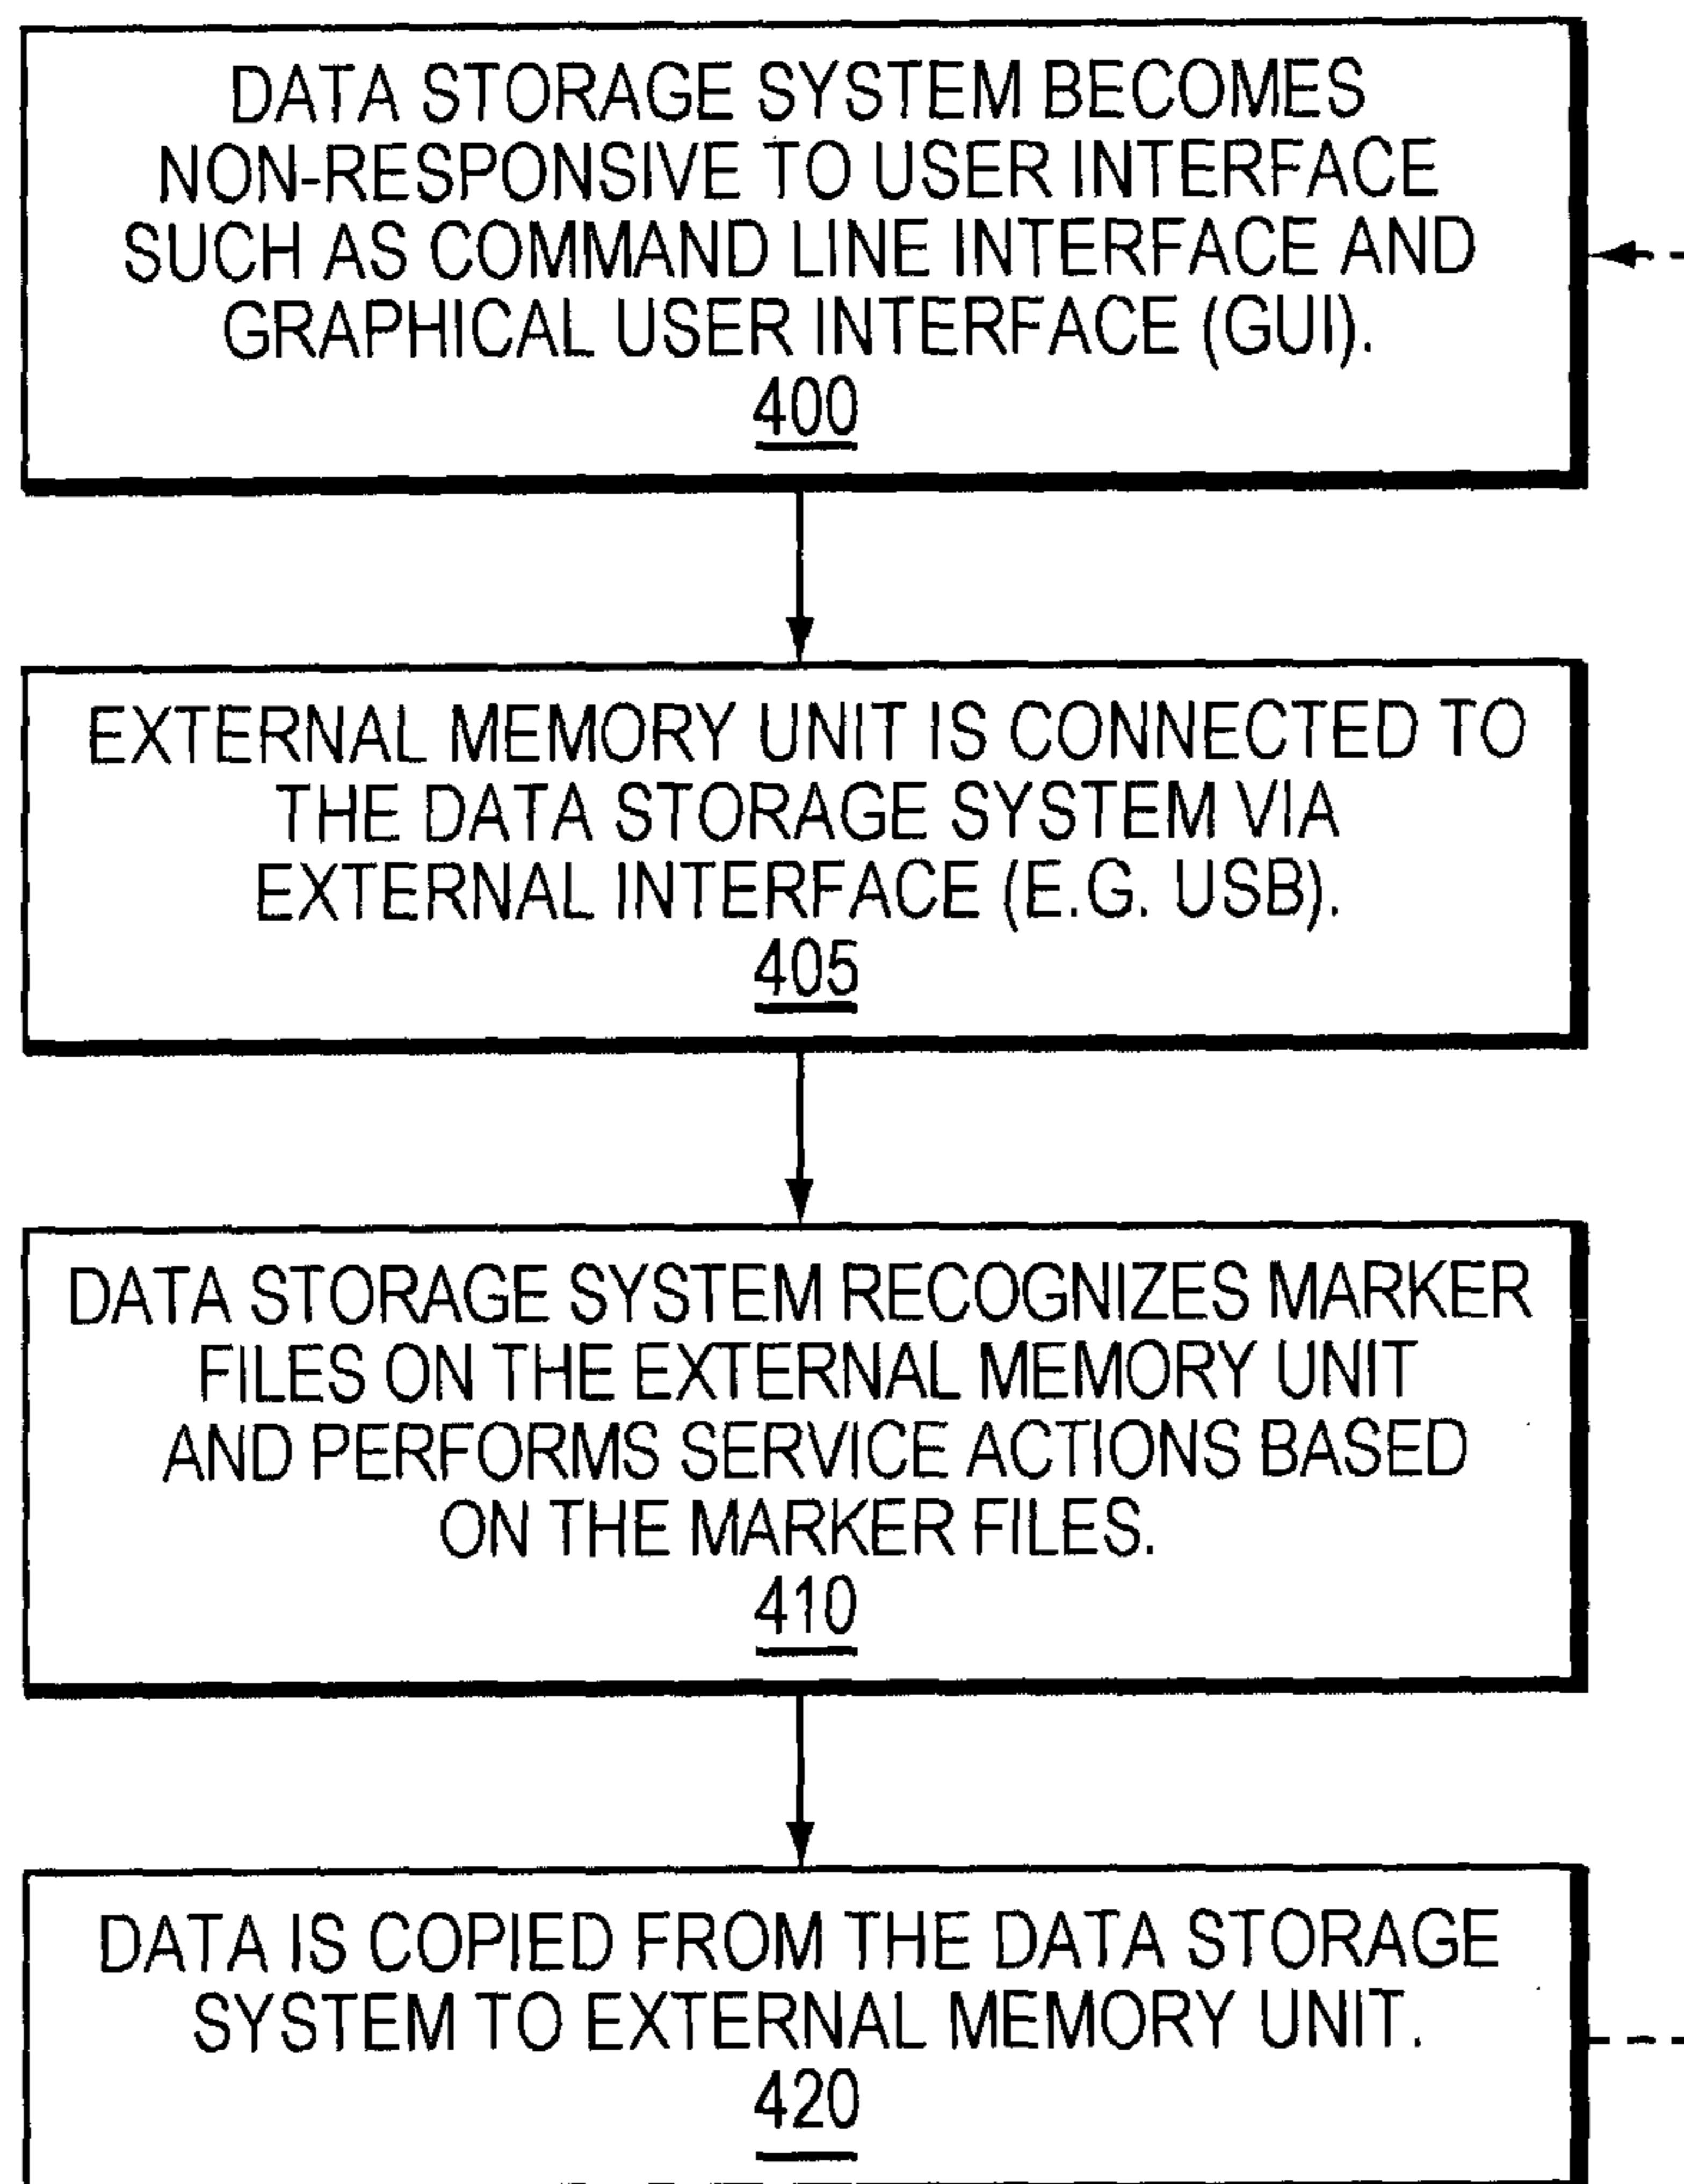 DATA STORAGE SYSTEM BECOMES
NON-RESPONSIVE TO USER INTERFACE
SUCH AS COMMAND LINE INTERFACE AND
GRAPHICAL USER INTERFACE (GUI).
400
EXTERNAL MEMORY UNIT IS CONNECTED TO
THE DATA STORAGE SYSTEM VIA
EXTERNAL INTERFACE (E.G. USB).
405
DATA STORAGE SYSTEM RECOGNIZES MARKER
FILES ON THE EXTERNAL MEMORY UNIT
AND PERFORMS SERVICE ACTIONS BASED
ON THE MARKER FILES.
410
DATA IS COPIED FROM THE DATA STORAGE
SYSTEM TO EXTERNAL MEMORY UNIT.
420